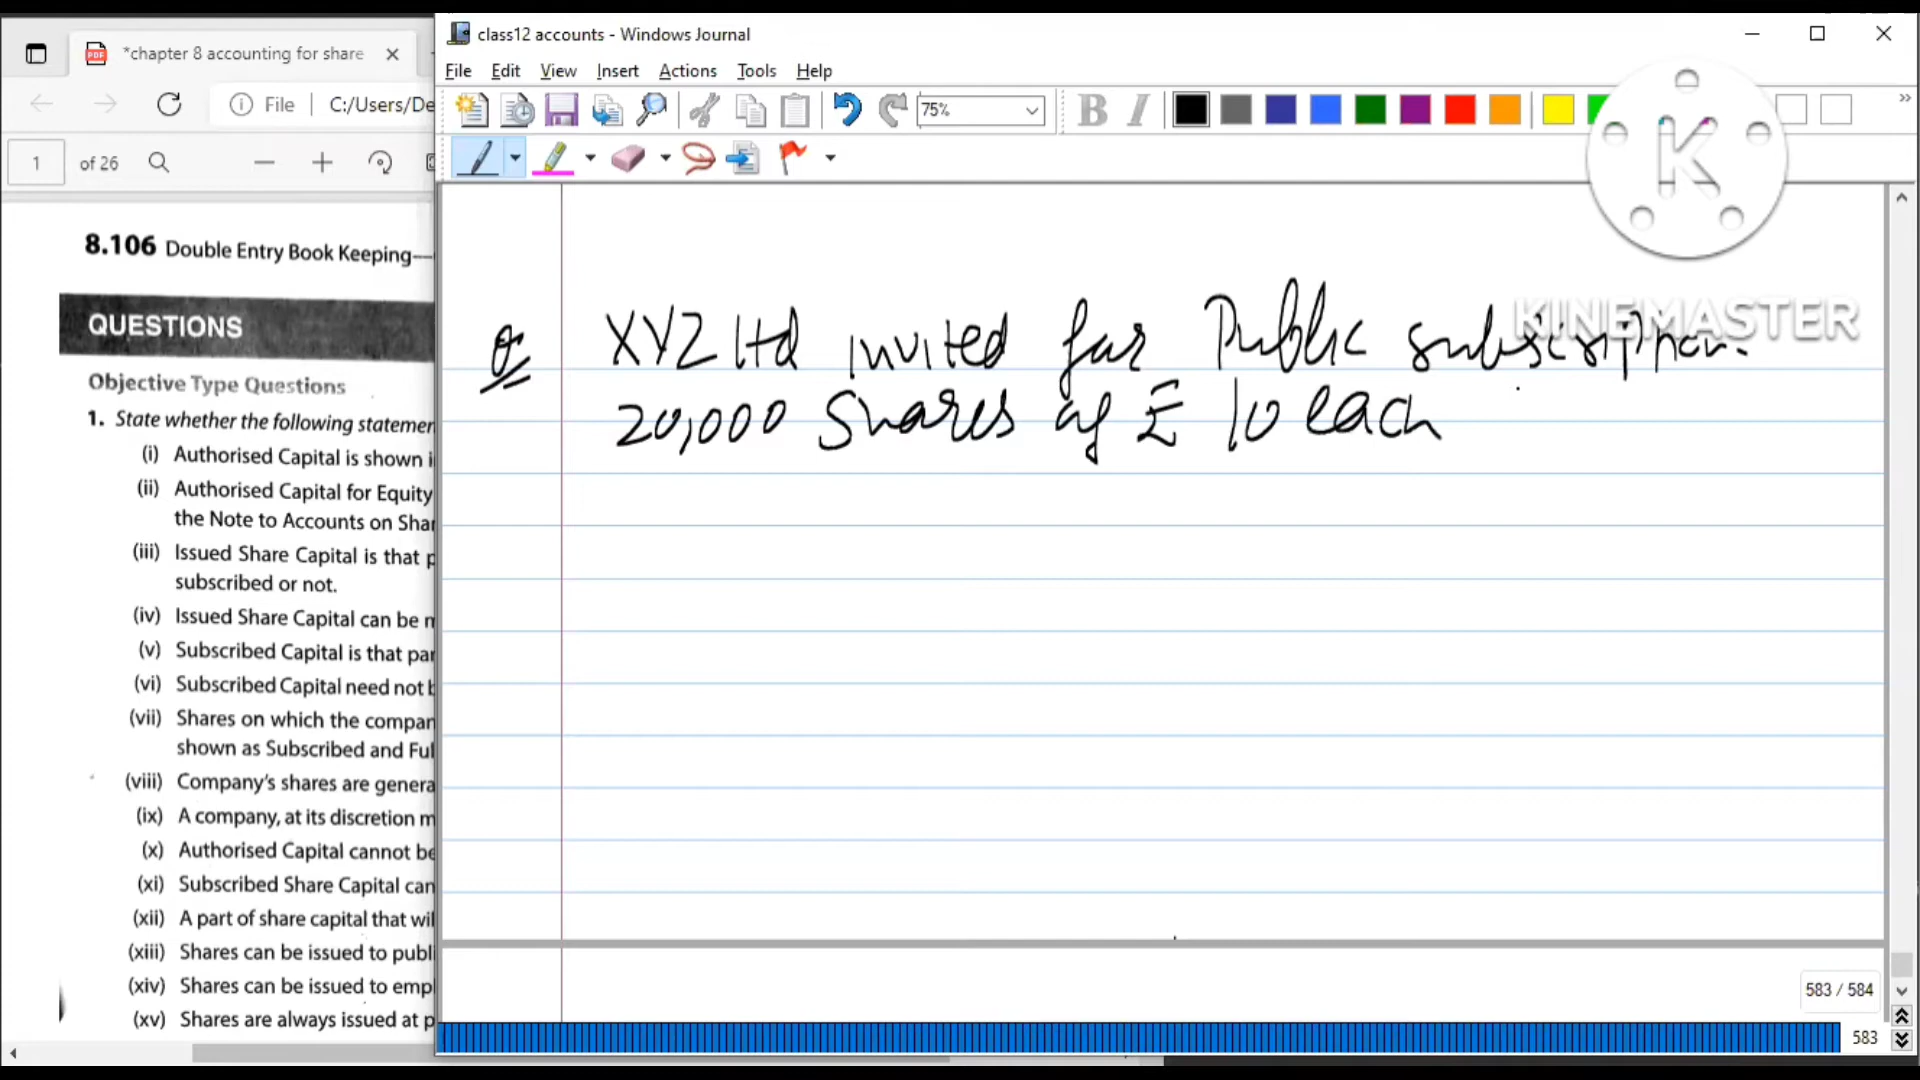 *chapter 8 accounting for share
File
C:/Users/De
1 of 26
8.106 Double Entry Book Keeping—
QUESTIONS
Objective Type Questions
1. State whether the following statemen
(i) Authorised Capital is shown i
(ii) Authorised Capital for Equity
the Note to Accounts on Shar
(iii) Issued Share Capital is that p
subscribed or not.
(iv) Issued Share Capital can be m
(v) Subscribed Capital is that par
(vi) Subscribed Capital need not b
(vii) Shares on which the compan
shown as Subscribed and Ful
(viii) Company's shares are genera
(ix) A company, at its discretion m
(x) Authorised Capital cannot be
(xi) Subscribed Share Capital can
(xii) A part of share capital that wil
(xiii) Shares can be issued to publi
(xiv) Shares can be issued to empl
(xv) Shares are always issued at p
class12 accounts - Windows Journal
File Edit View Insert Actions Tools Help
75%
B I
K
KINEMASTER
Q XYZ ltd invited for Public subscription.
20,000 Shares of ₹ 10 each
583 / 584
583